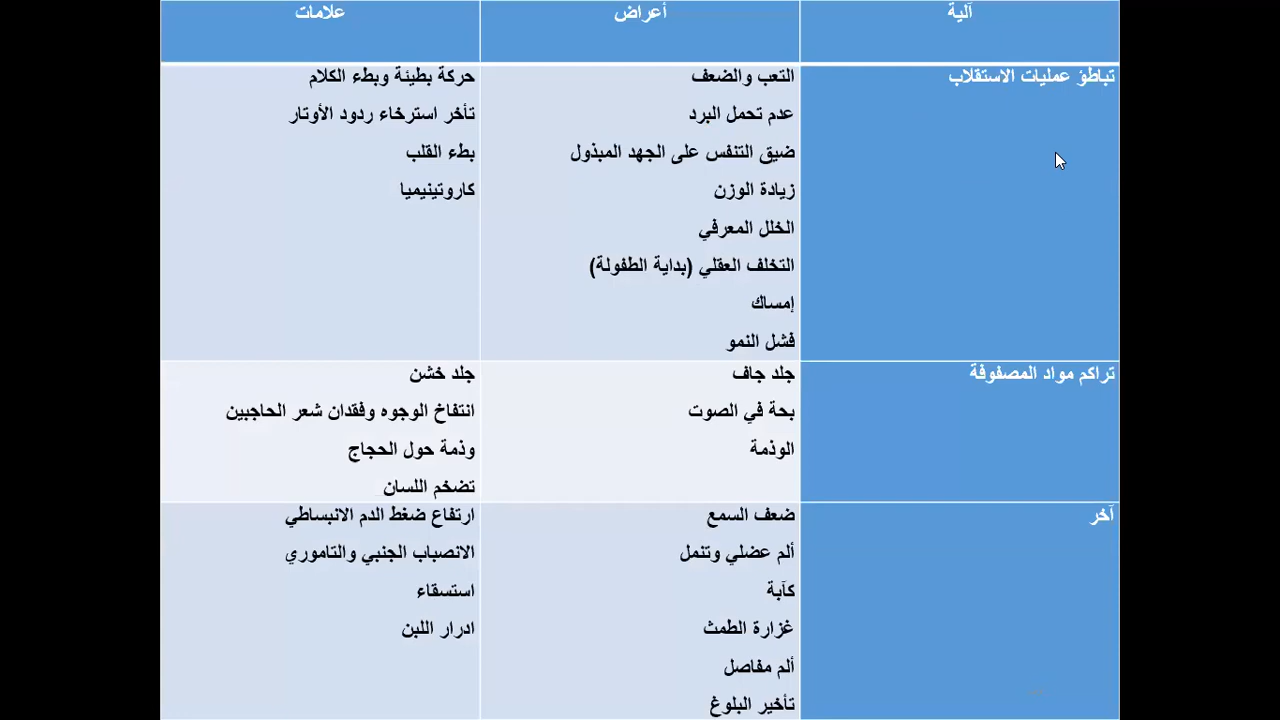 آلية
أعراض
علامات
تباطؤ عمليات الاستقلاب
التعب والضعف
عدم تحمل البرد
ضيق التنفس على الجهد المبذول
زيادة الوزن
الخلل المعرفي
التخلف العقلي (بداية الطفولة)
إمساك
فشل النمو
حركة بطيئة وبطء الكلام
تأخر استرخاء ردود الأوتار
بطء القلب
كاروتينيميا
تراكم مواد المصفوفة
جلد جاف
بحة في الصوت
الوذمة
جلد خشن
انتفاخ الوجوه وفقدان شعر الحاجبين
وذمة حول الحجاج
تضخم اللسان
آخر
ضعف السمع
ألم عضلي وتنمل
كآبة
غزارة الطمث
ألم مفاصل
تأخير البلوغ
ارتفاع ضغط الدم الانبساطي
الانصباب الجنبي والتاموري
استسقاء
ادرار اللبن